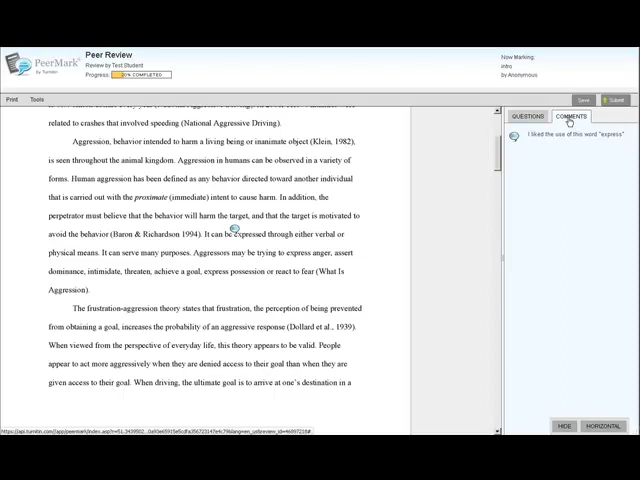 PeerMark
by Turnitin
Peer Review
Review by Test Student
Progress: 20% COMPLETED
Now Marking:
Intro
by Anonymous
Print Tools
Save Submit
related to crashes that involved speeding (National Aggressive Driving).
Aggression, behavior intended to harm a living being or inanimate object (Klein, 1982),
is seen throughout the animal kingdom. Aggression in humans can be observed in a variety of
forms. Human aggression has been defined as any behavior directed toward another individual
that is carried out with the proximate (immediate) intent to cause harm. In addition, the
perpetrator must believe that the behavior will harm the target, and that the target is motivated to
avoid the behavior (Baron & Richardson 1994). It can be expressed through either verbal or
physical means. It can serve many purposes. Aggressors may be trying to express anger, assert
dominance, intimidate, threaten, achieve a goal, express possession or react to fear (What Is
Aggression).
The frustration-aggression theory states that frustration, the perception of being prevented
from obtaining a goal, increases the probability of an aggressive response (Dollard et al., 1939).
When viewed from the perspective of everyday life, this theory appears to be valid. People
appear to act more aggressively when they are denied access to their goal than when they are
given access to their goal. When driving, the ultimate goal is to arrive at one's destination in a
QUESTIONS COMMENTS
I liked the use of this word "express"
HIDE HORIZONTAL